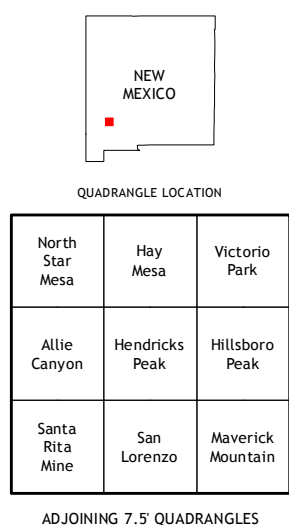 NEW
MEXICO
QUADRANGLE LOCATION
North
Star
Mesa
Hay
Mesa
Victorio
Park
Allie
Canyon
Hendricks
Peak
Hillsboro
Peak
Santa
Rita
Mine
San
Lorenzo
Maverick
Mountain
ADJOINING 7.5' QUADRANGLES